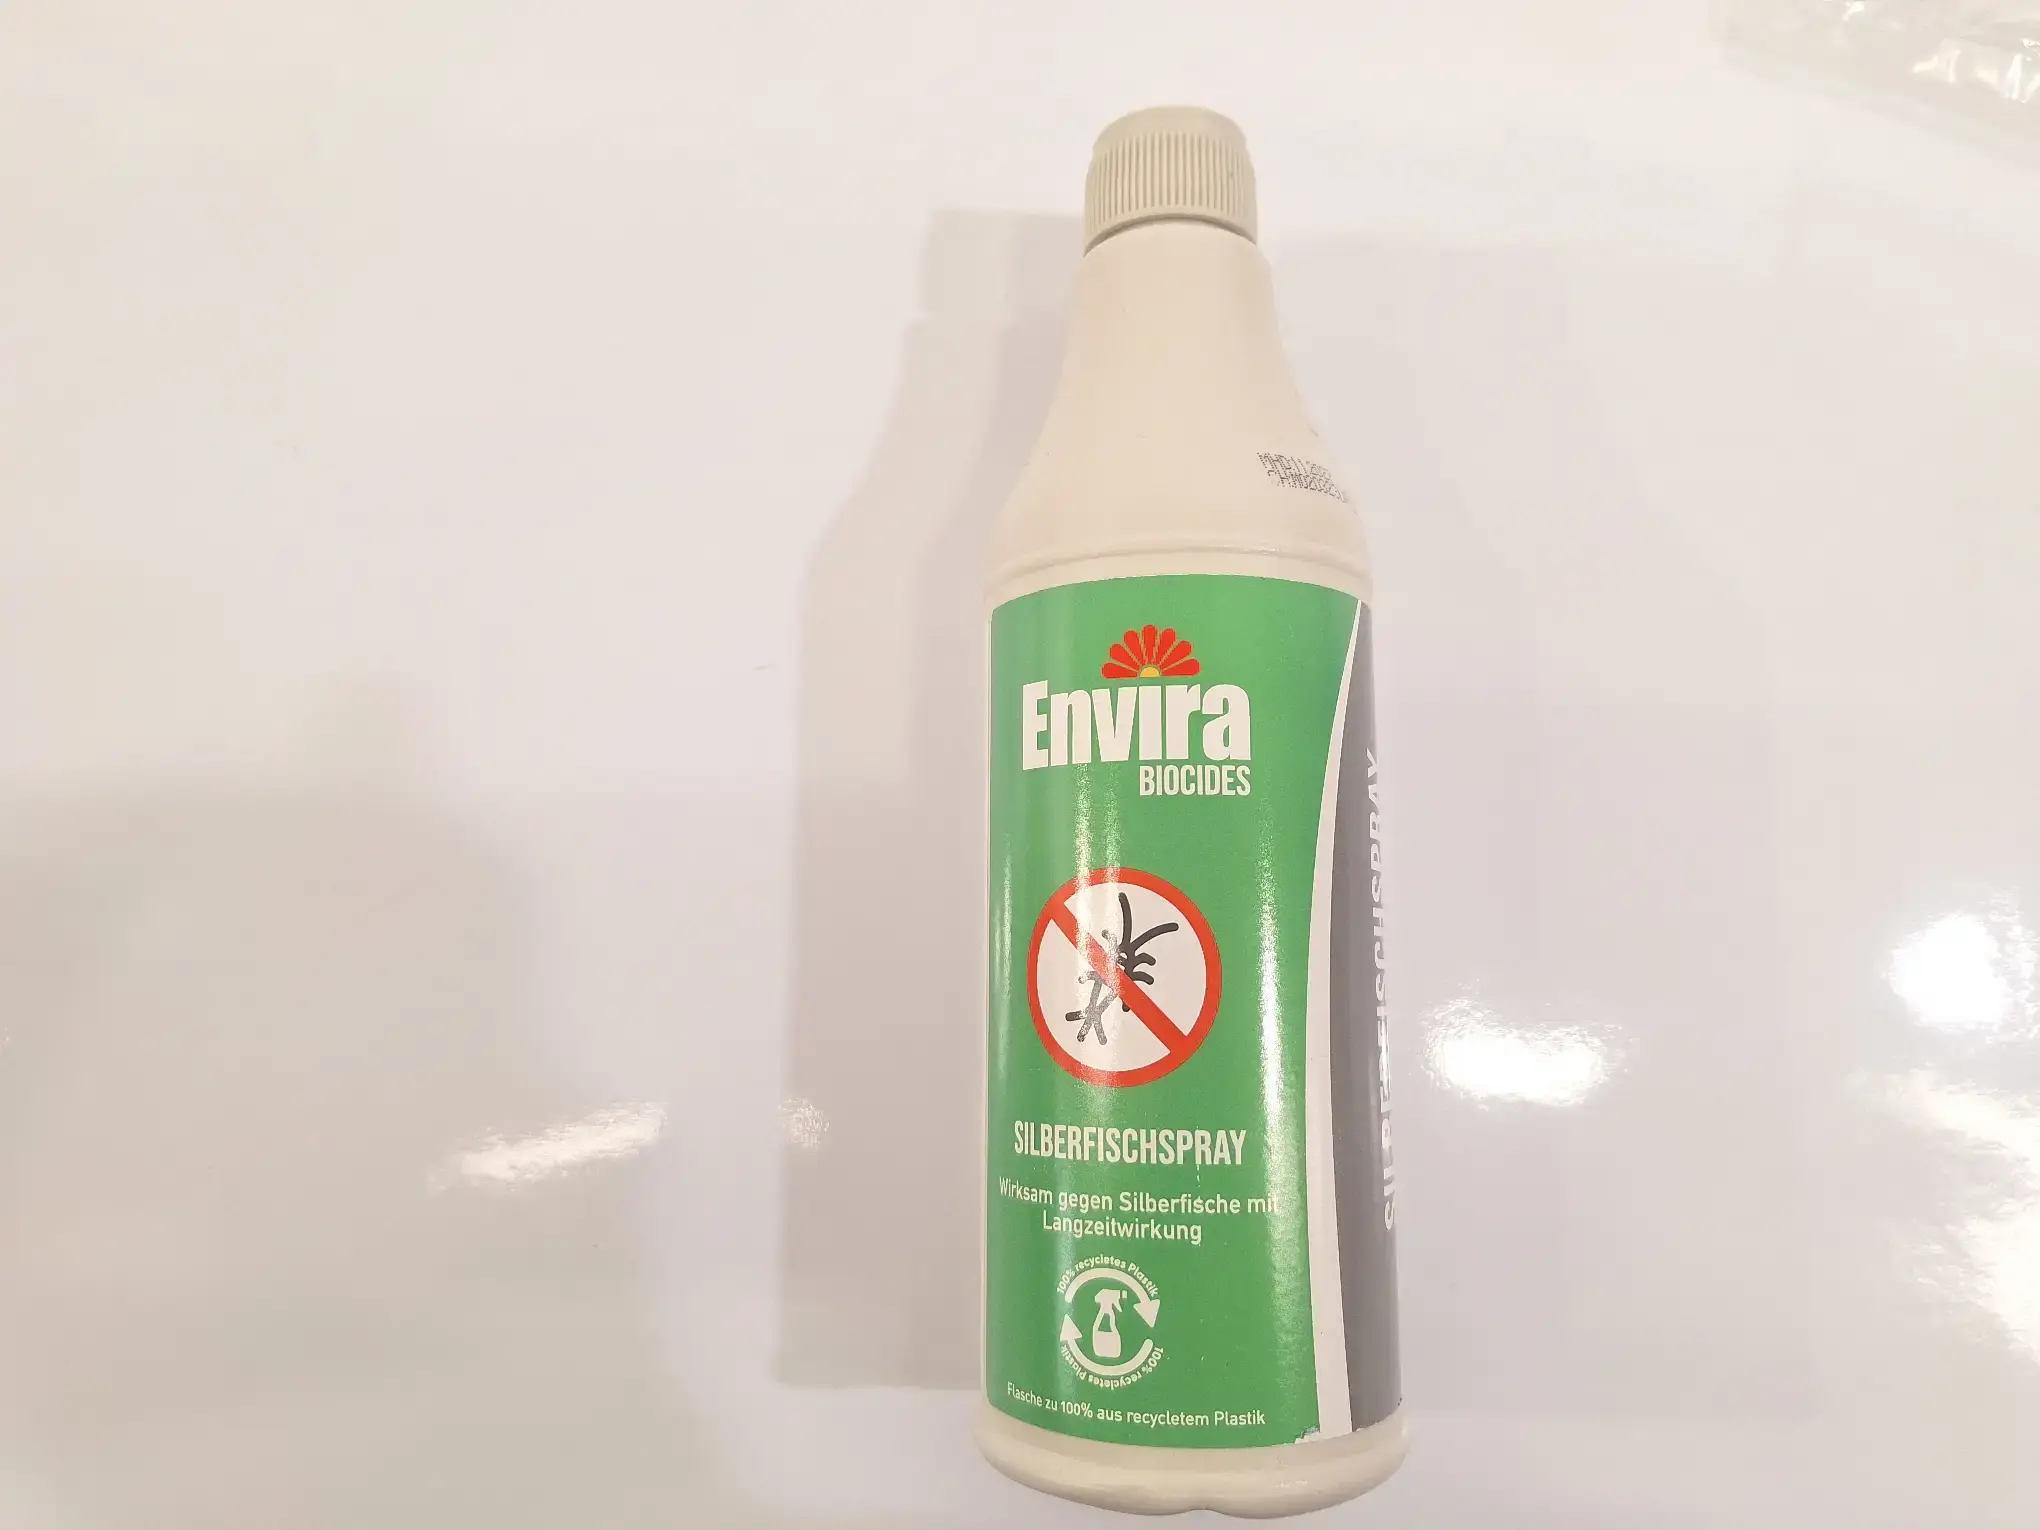 Envira
BIOCIDES
SILBERFISCHSPRAY
Wirksam gegen Silberfische mit
Langzeitwirkung
100% recycletes Plastik
100% recycletes Plastik
Flasche zu 100% aus recycletem Plastik
SILBERFISCHSPRAY